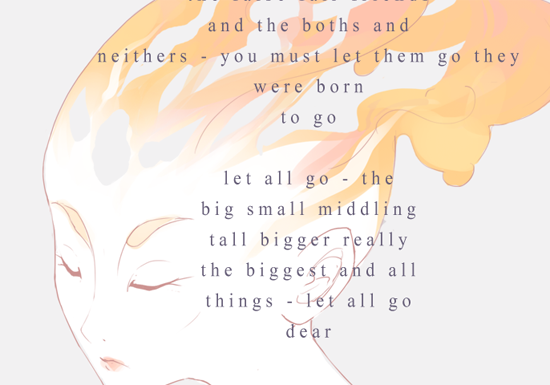 and the boths and
neithers - you must let them go they
were born
to go
let all go - the
big small middling
tall bigger really
the biggest and all
things - let all go
dear